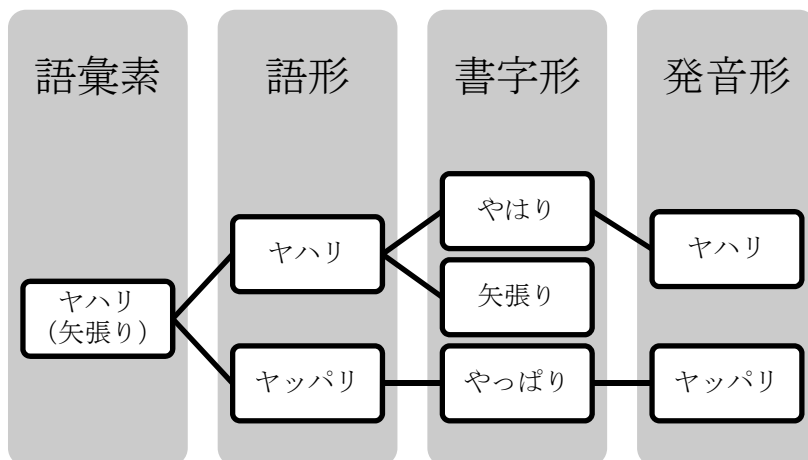 語彙素
語形
書字形
発音形
ヤハリ
（矢張り）
ヤハリ
ヤッパリ
やはり
矢張り
やっぱり
ヤハリ
ヤッパリ